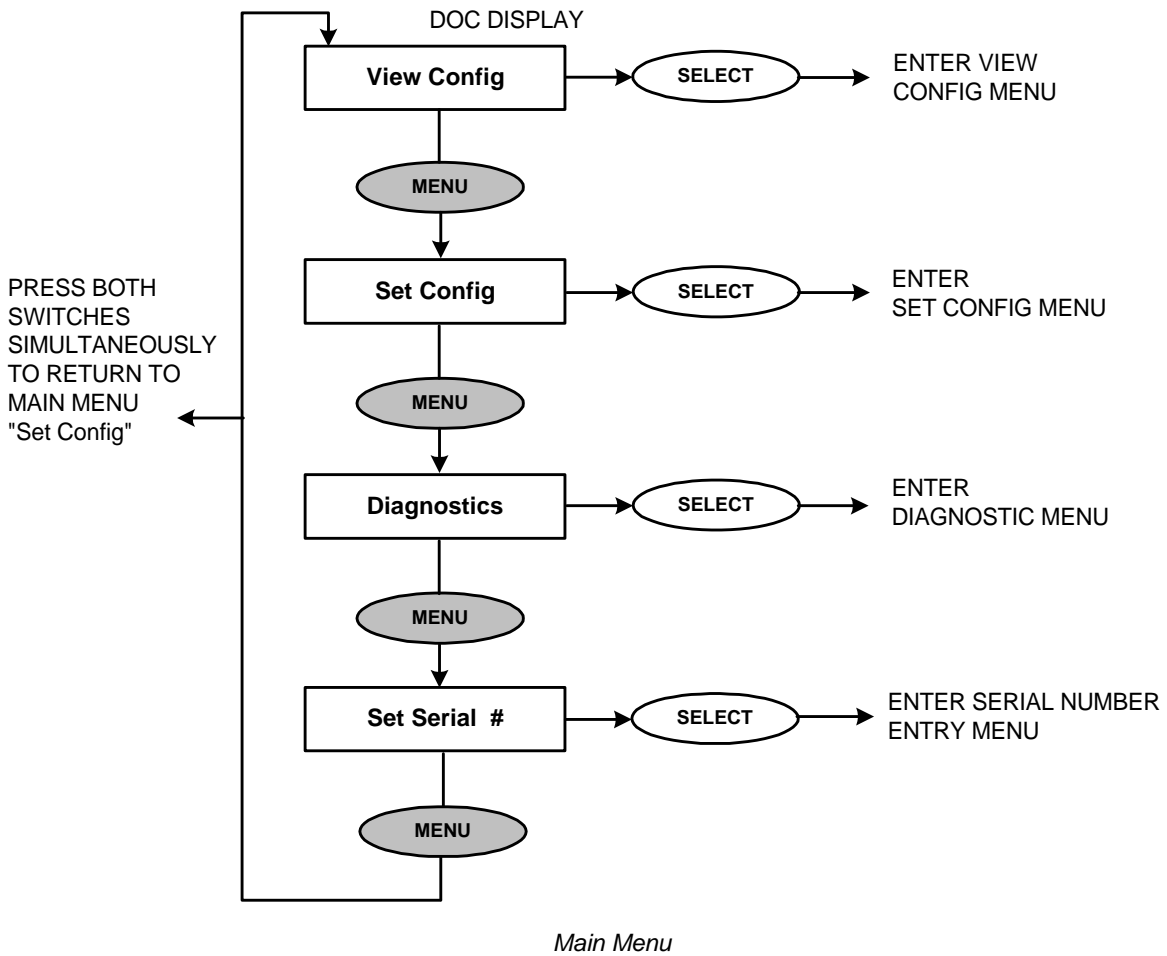 DOC DISPLAY
View Config
SELECT
ENTER VIEW
CONFIG MENU
MENU
Set Config
SELECT
ENTER
SET CONFIG MENU
PRESS BOTH
SWITCHES
SIMULTANEOUSLY
TO RETURN TO
MAIN MENU
"Set Config"
MENU
Diagnostics
SELECT
ENTER
DIAGNOSTIC MENU
MENU
Set Serial #
SELECT
ENTER SERIAL NUMBER
ENTRY MENU
MENU
Main Menu